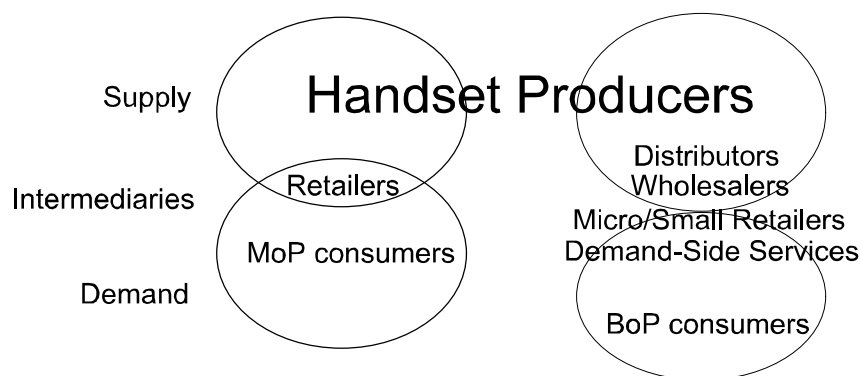 Handset Producers
Supply
Distributors
Retailers
Wholesalers
Intermediaries
Micro/Small Retailers
MoP consumers
Demand-Side Services
Demand
BoP consumers